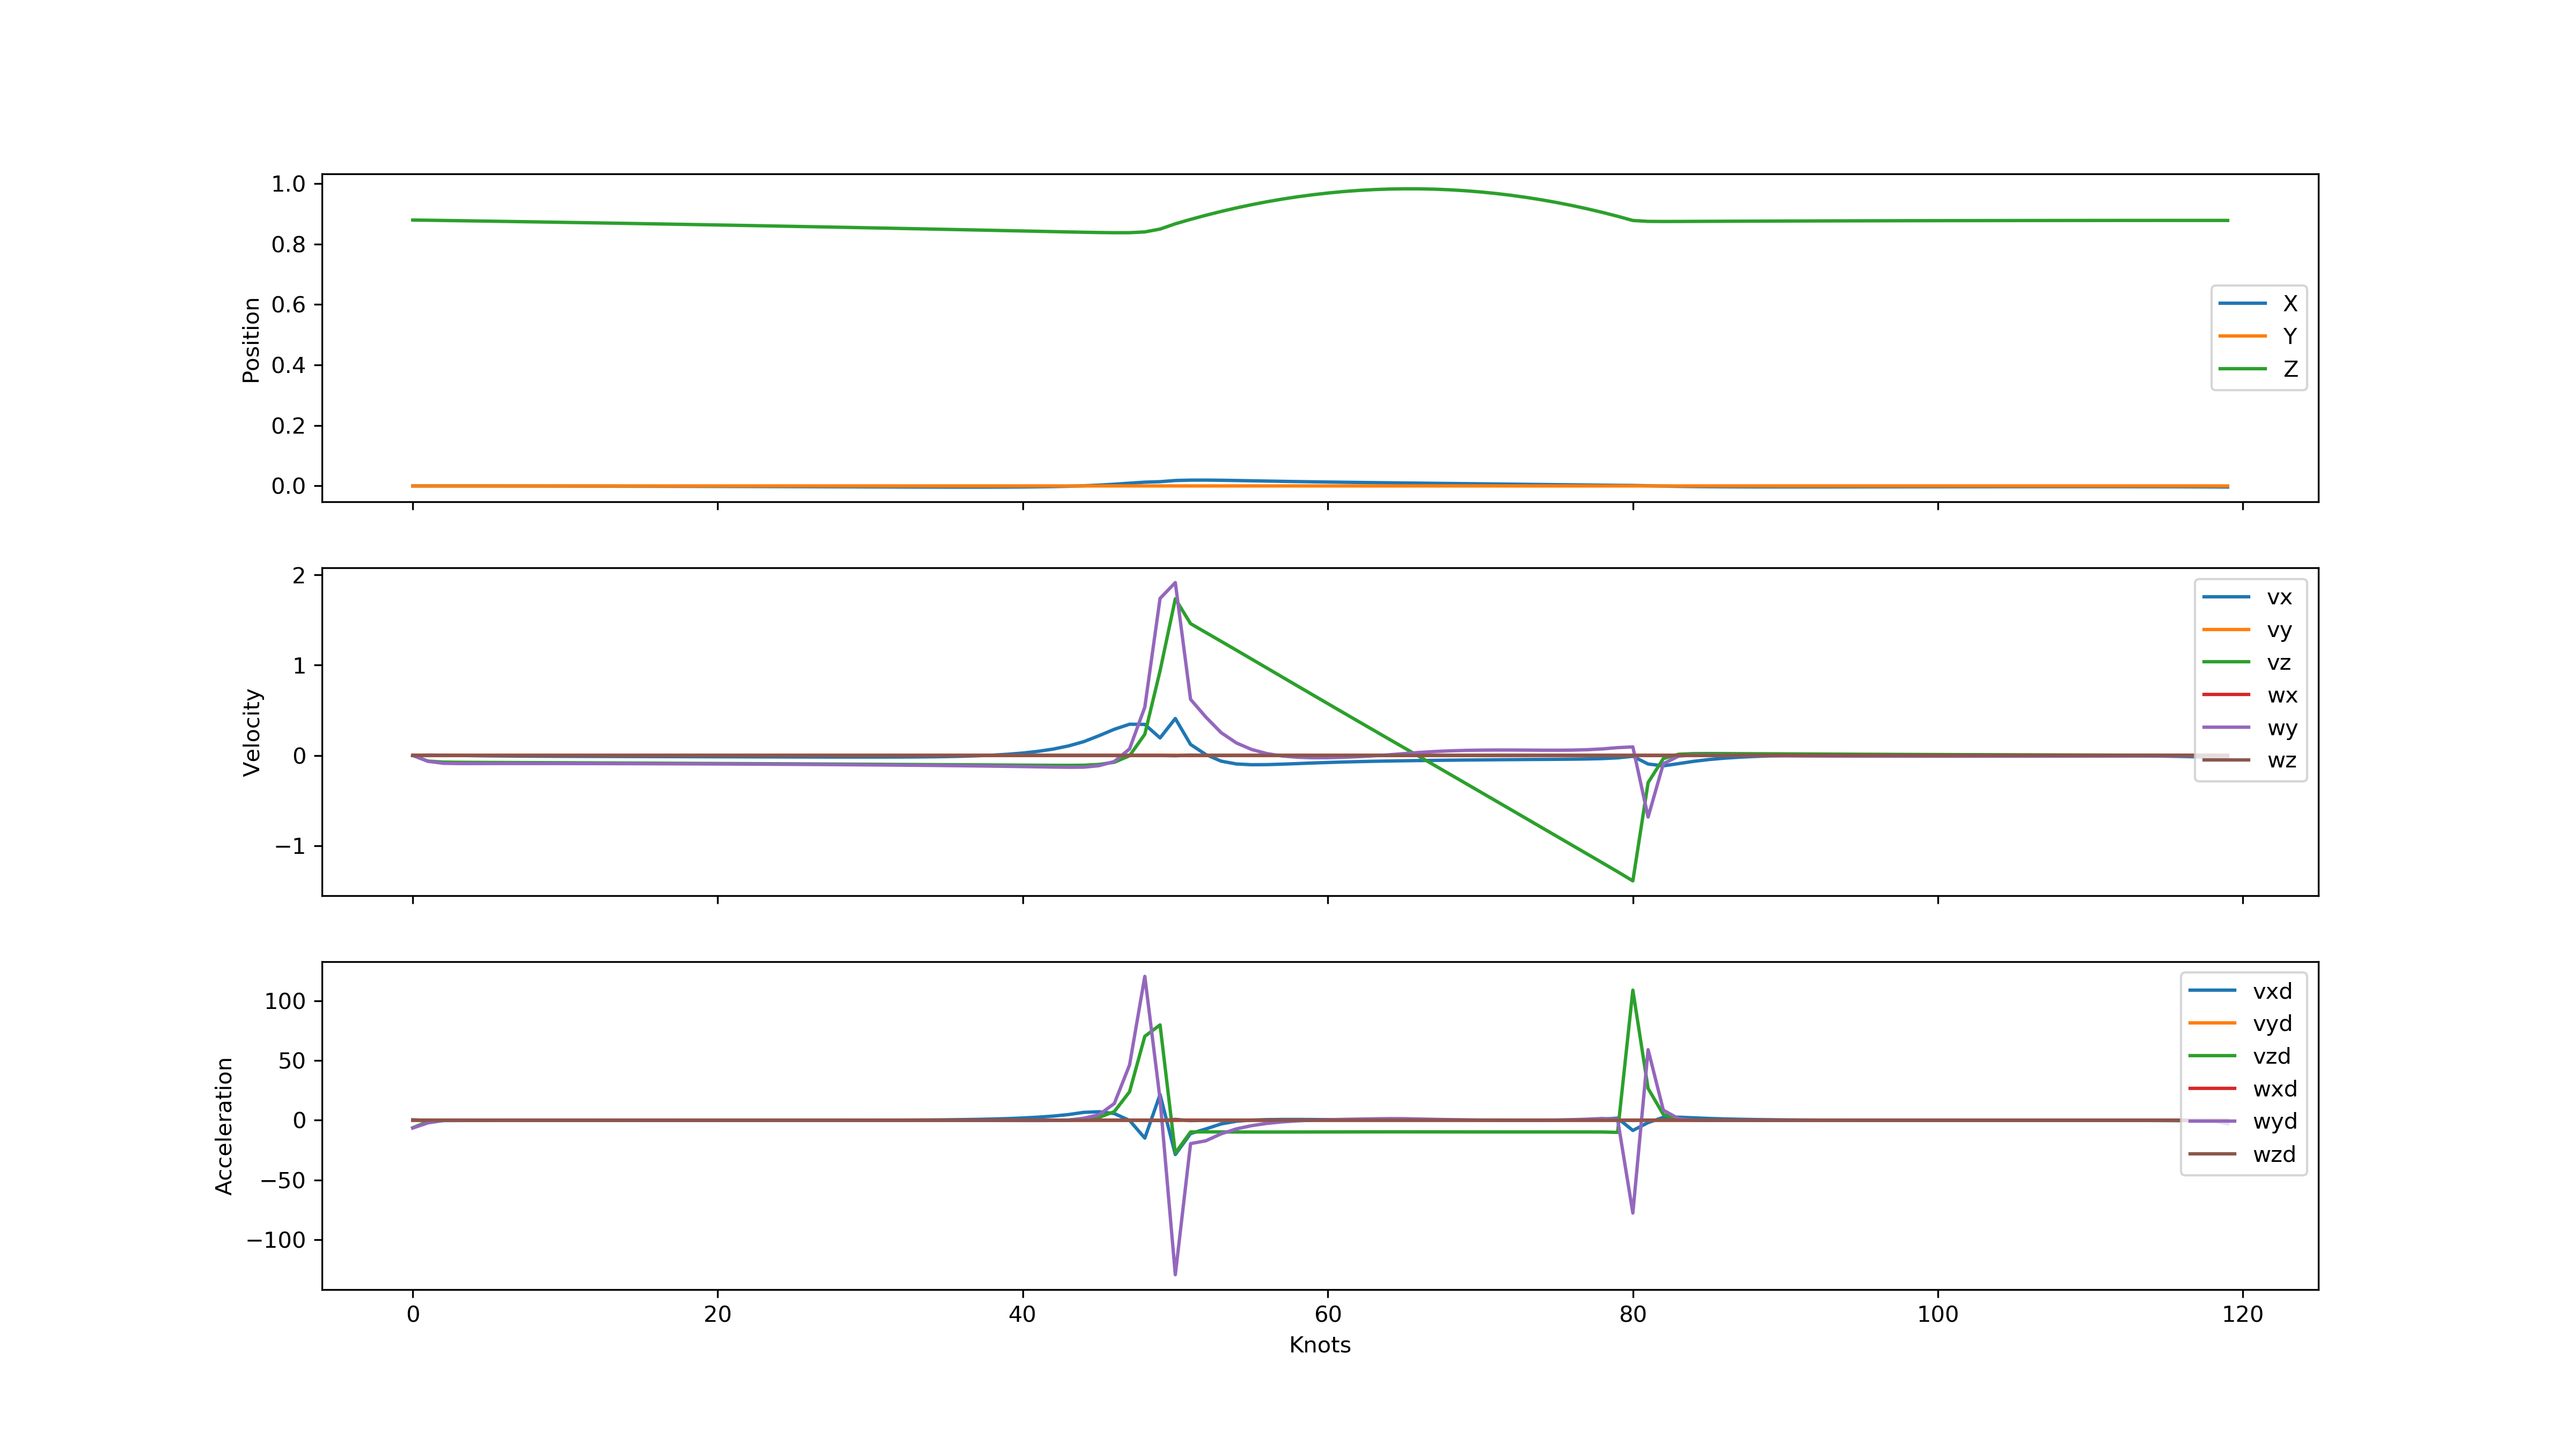 1.0
0.8
0.6
0.4
0.2
0.0
Position
X
Y
Z
2
1
0
−1
Velocity
vx
vy
vz
wx
wy
wz
100
50
0
−50
−100
Acceleration
vxd
vyd
vzd
wxd
wyd
wzd
0 20 40 60 80 100 120
Knots